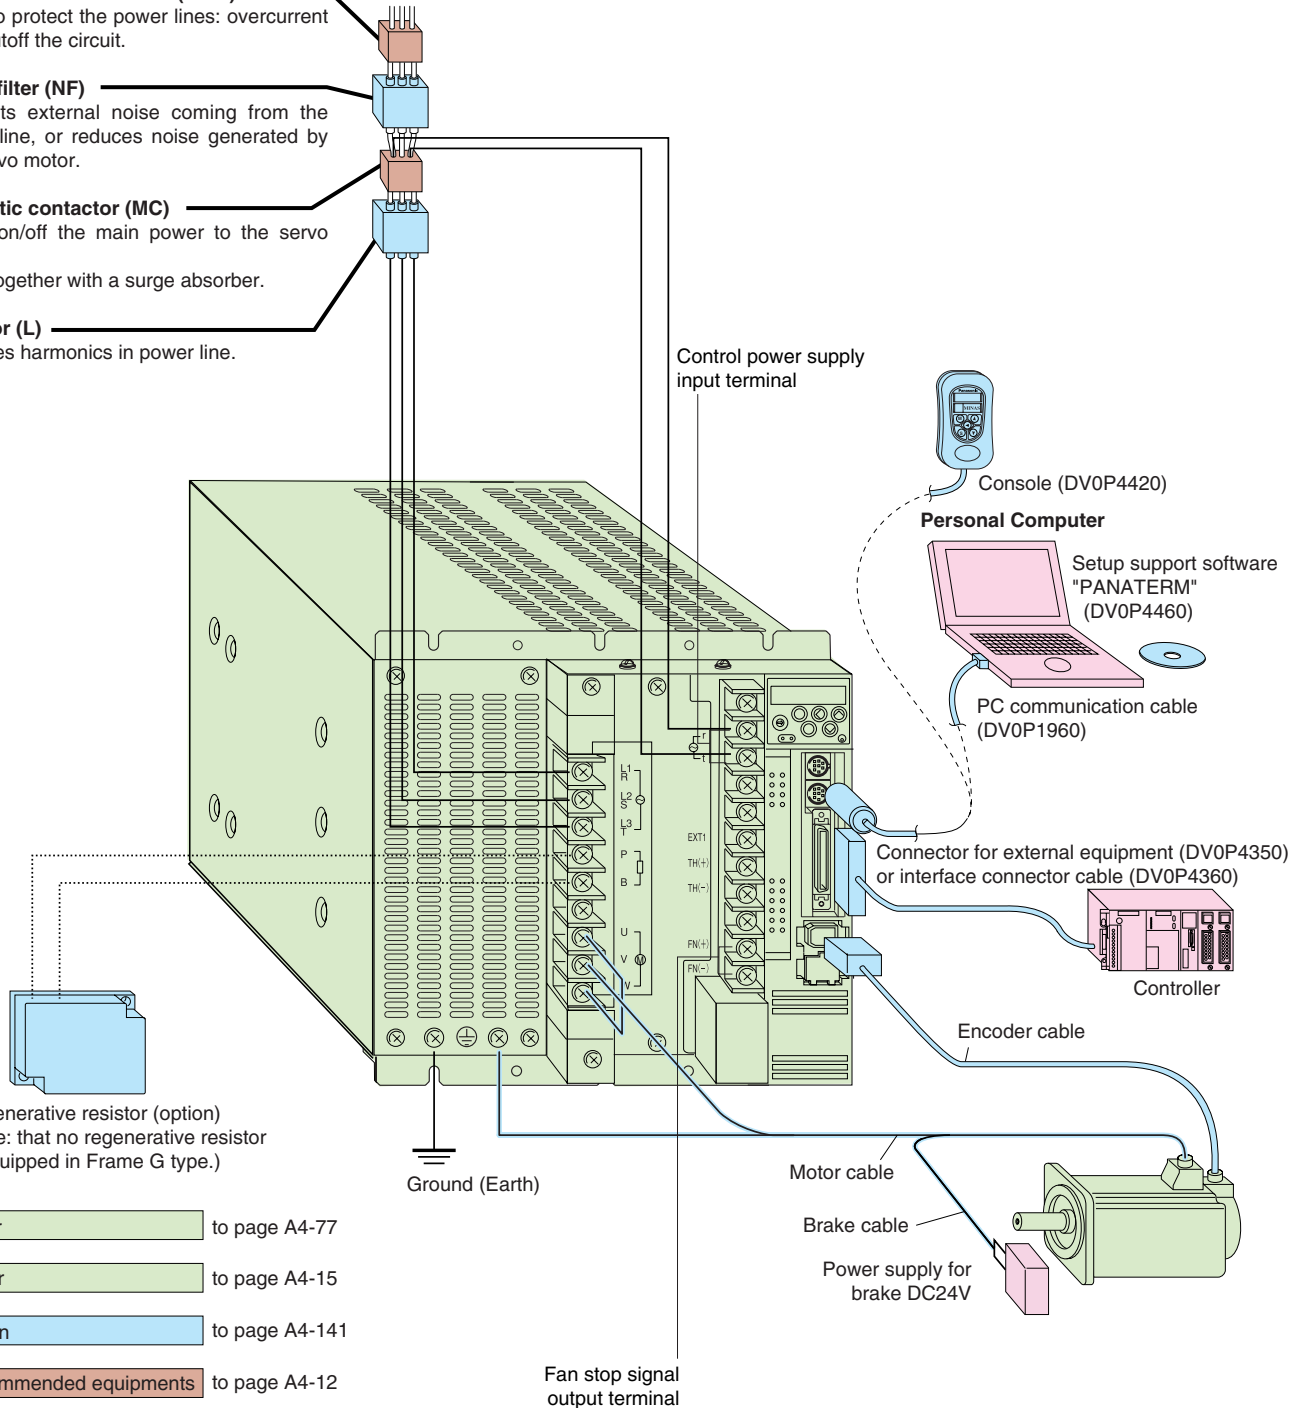 o protect the power lines: overcurrent
toff the circuit.
filter (NF)
ts external noise coming from the
line, or reduces noise generated by
vo motor.
tic contactor (MC)
on/off the main power to the servo
ogether with a surge absorber.
or (L)
es harmonics in power line.
Control power supply
input terminal
Panasonic
MINAS
Console (DV0P4420)
Personal Computer
Setup support software
"PANATERM"
(DV0P4460)
PC communication cable
(DV0P1960)
r
t
L1
R
L2
S
L3
T
P
B
U
V
W
M
EXT1
TH(+)
TH(-)
FN(+)
FN(-)
Connector for external equipment (DV0P4350)
or interface connector cable (DV0P4360)
Controller
Encoder cable
enerative resistor (option)
e: that no regenerative resistor
quipped in Frame G type.)
Ground (Earth)
Motor cable
Brake cable
Power supply for
brake DC24V
r to page A4-77
r to page A4-15
n to page A4-141
mmended equipments to page A4-12
Fan stop signal
output terminal